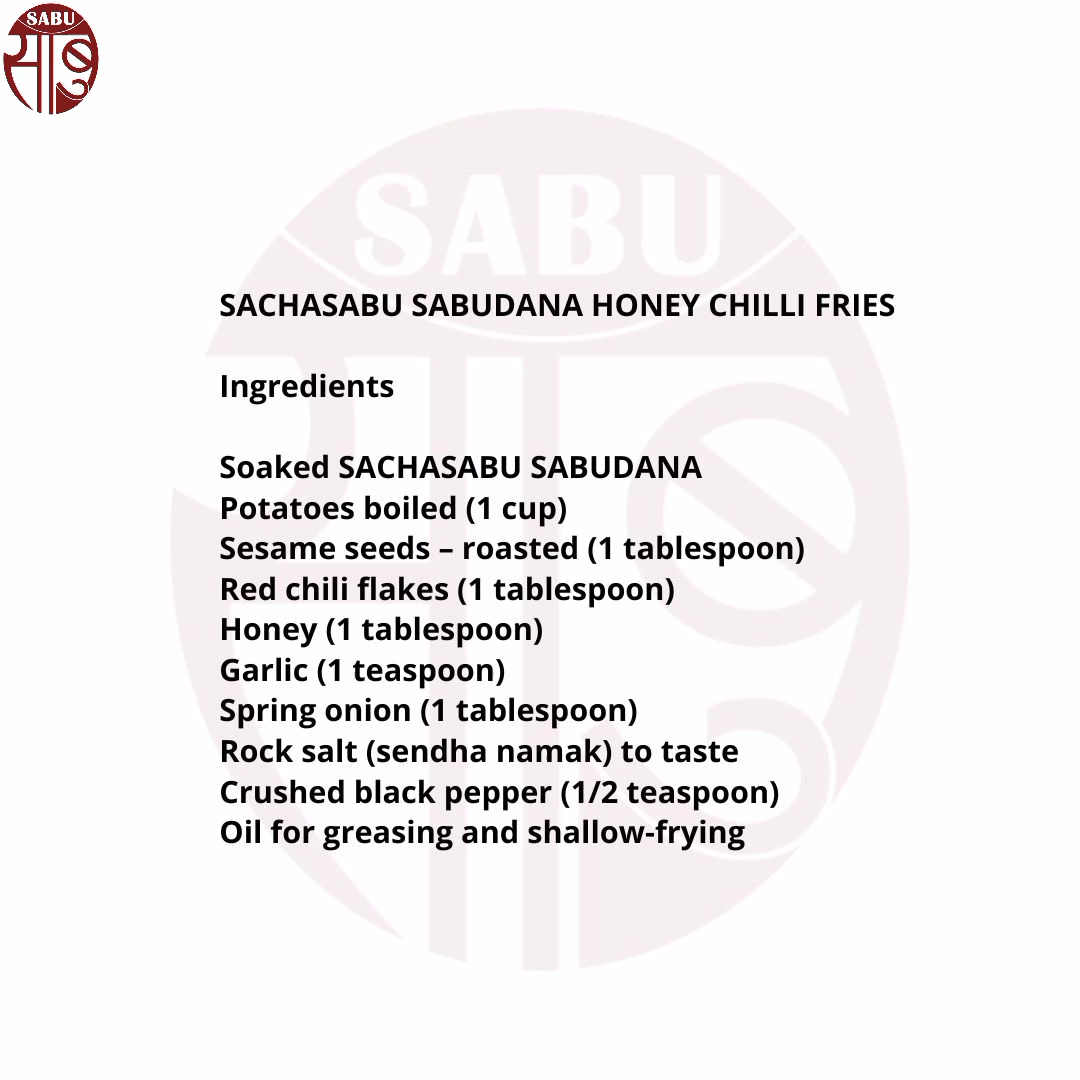 SABU
साबु
SABU
SACHASABU SABUDANA HONEY CHILLI FRIES
Ingredients
Soaked SACHASABU SABUDANA
Potatoes boiled (1 cup)
Sesame seeds – roasted (1 tablespoon)
Red chili flakes (1 tablespoon)
Honey (1 tablespoon)
Garlic (1 teaspoon)
Spring onion (1 tablespoon)
Rock salt (sendha namak) to taste
Crushed black pepper (1/2 teaspoon)
Oil for greasing and shallow-frying
साबु